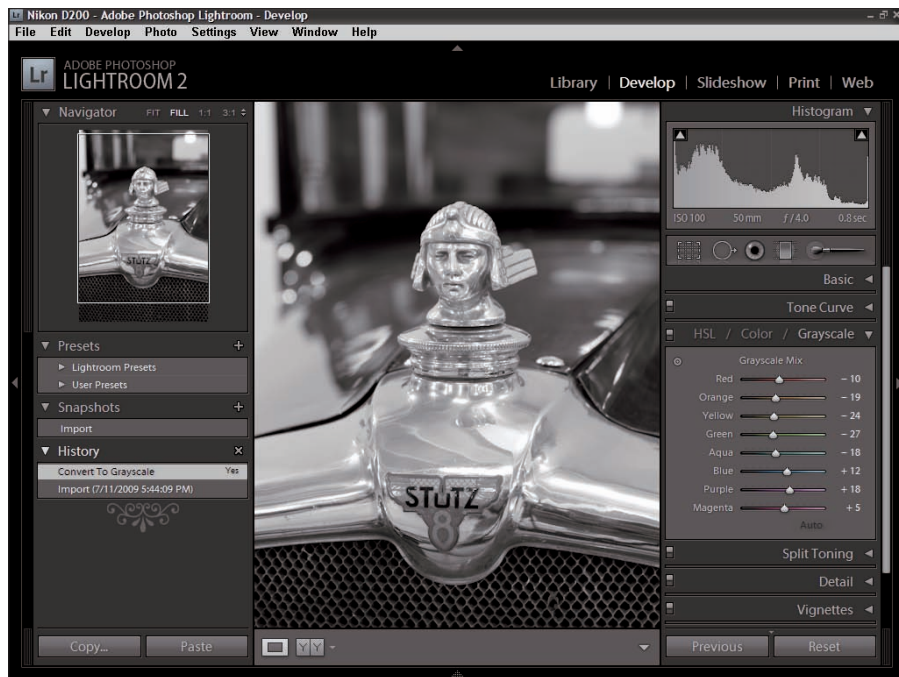 Nikon D200 - Adobe Photoshop Lightroom - Develop
File Edit Develop Photo Settings View Window Help
Lr ADOBE PHOTOSHOP
LIGHTROOM 2
Library | Develop | Slideshow | Print | Web
Navigator FIT FILL 1:1 3:1
STUTZ
8
Presets +
Lightroom Presets
User Presets
Snapshots +
Import
History ×
Convert To Grayscale Yes
Import (7/11/2009 5:44:09 PM)
Copy... Paste
STUTZ
8
Y Y
Histogram
ISO 100 50 mm f / 4.0 0.8 sec
Basic
Tone Curve
HSL / Color / Grayscale
Grayscale Mix
Red - 10
Orange - 19
Yellow - 24
Green - 27
Aqua - 18
Blue + 12
Purple + 18
Magenta + 5
Auto
Split Toning
Detail
Vignettes
Previous Reset